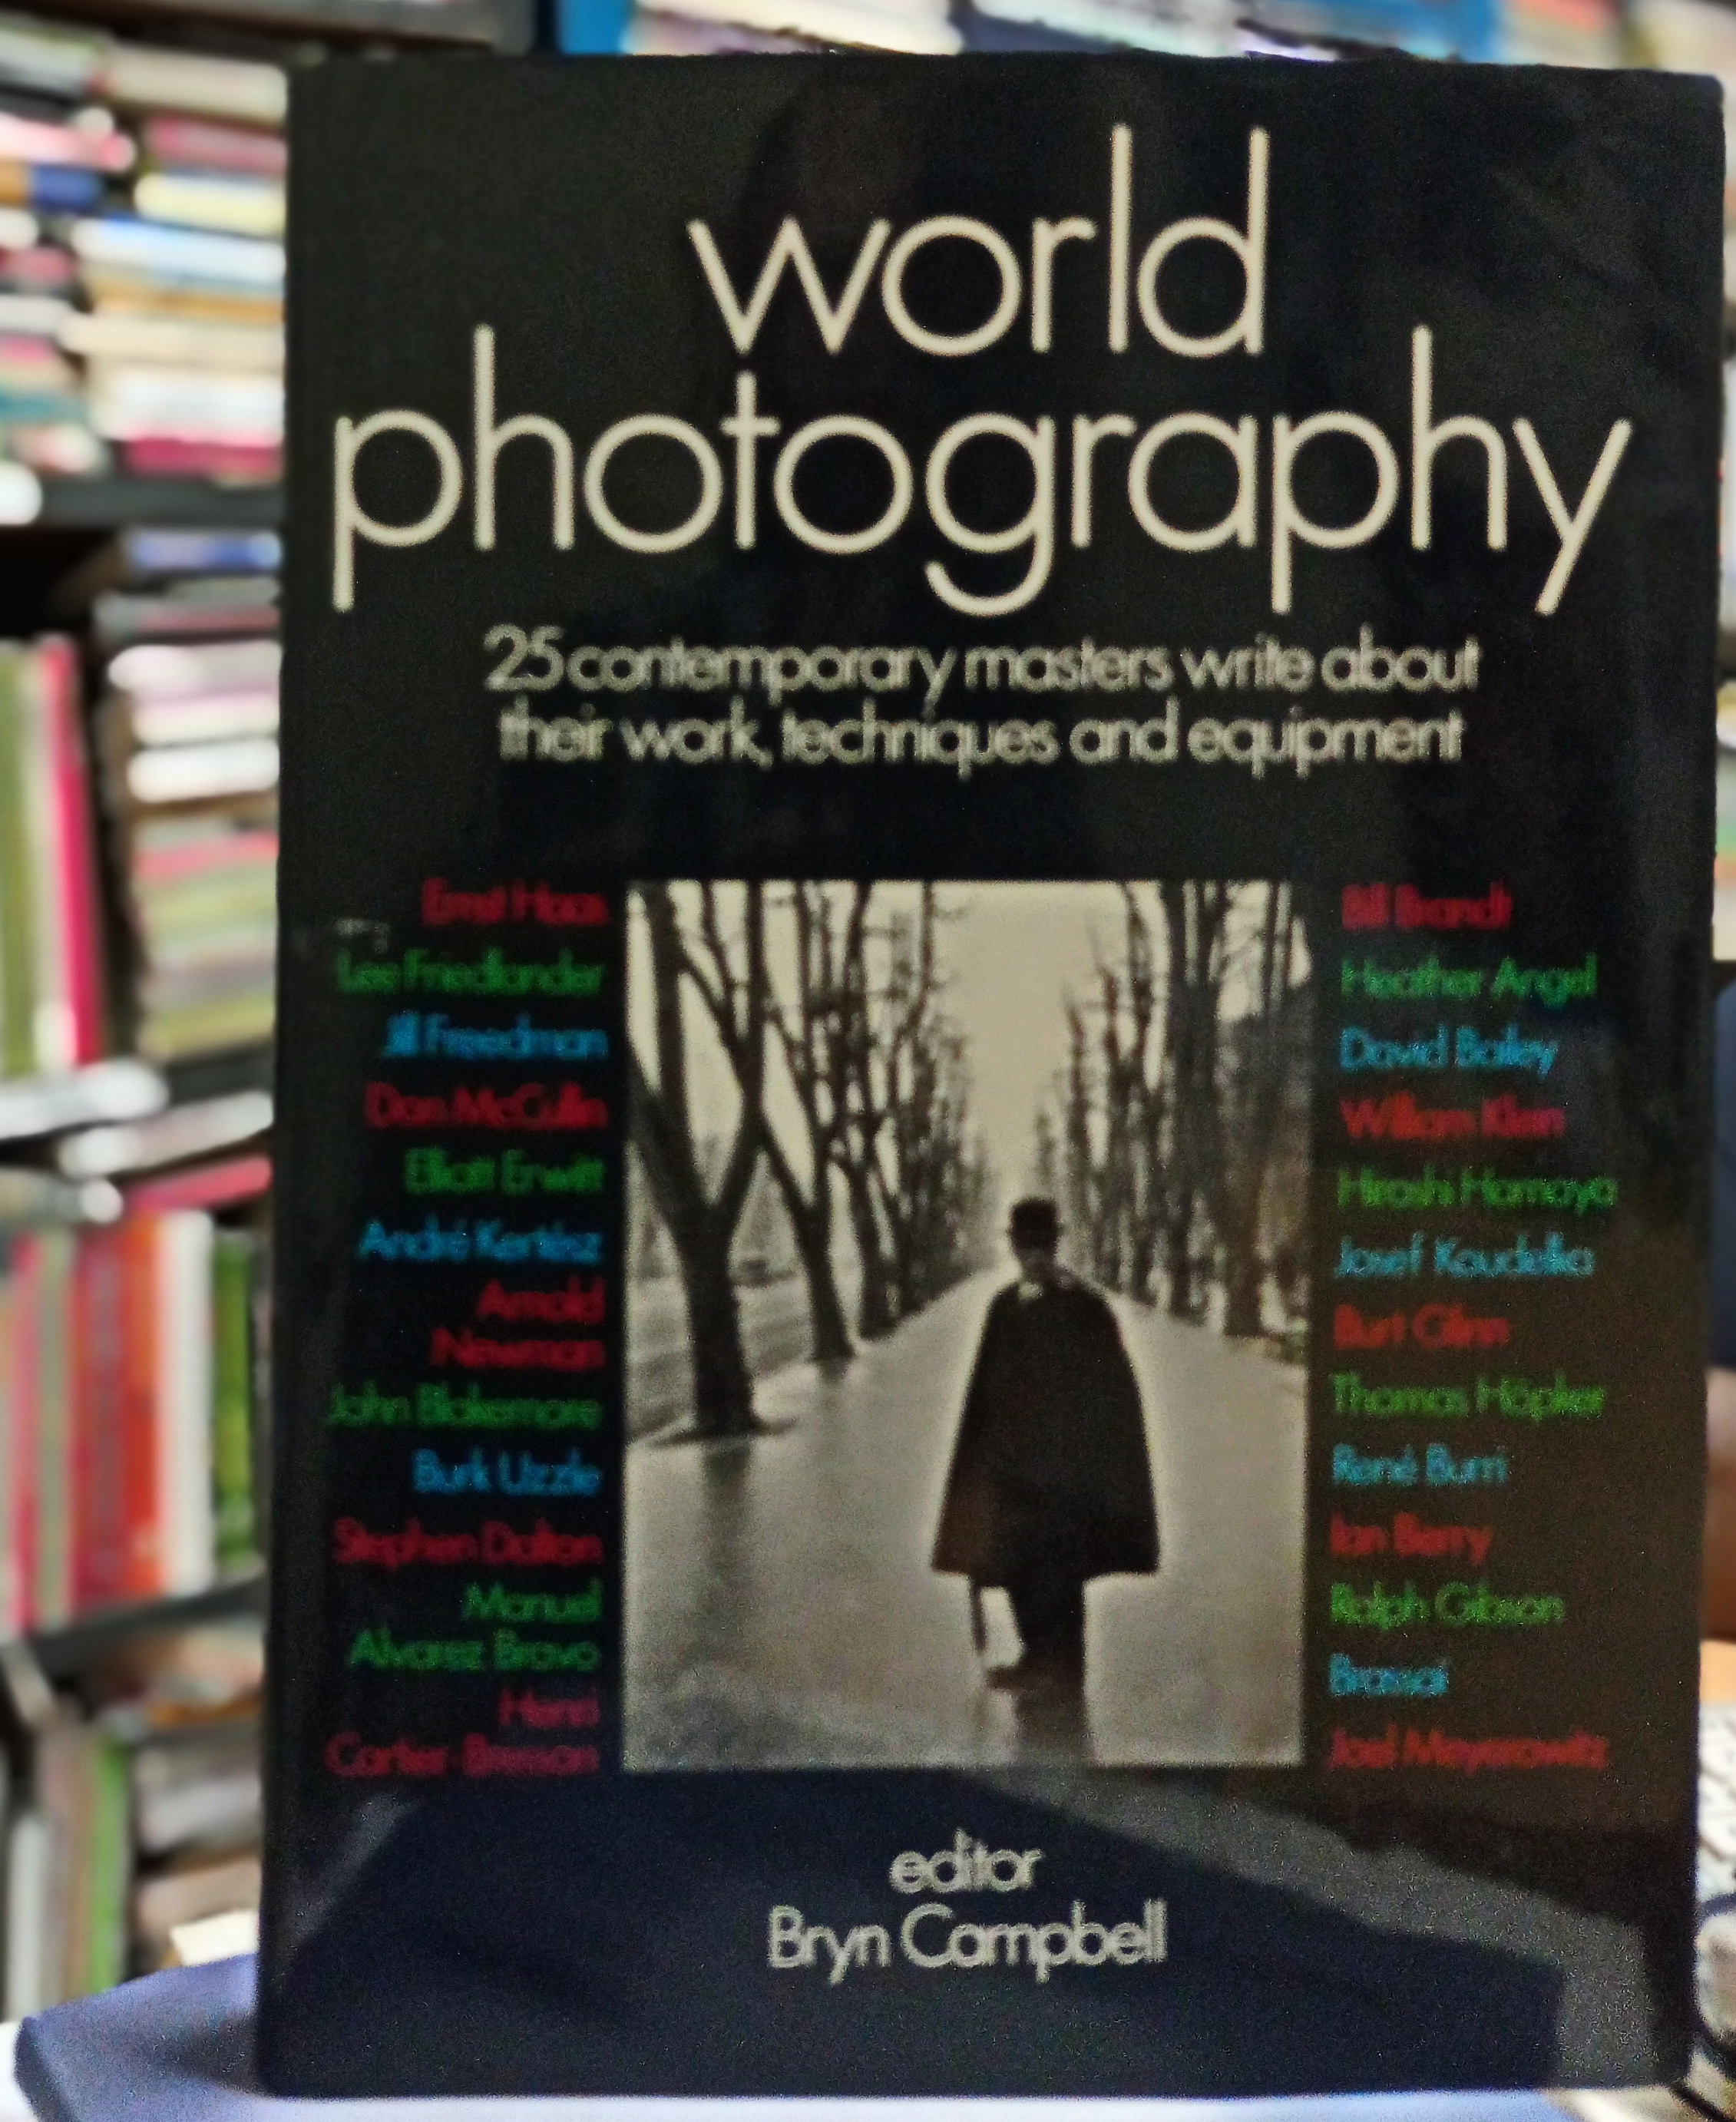 world
photography
25 contemporary masters write about
their work, techniques and equipment
Ernst Haas
Lee Friedlander
Jill Freedman
Don McCullin
Elliott Erwitt
André Kertész
Arnold
Newman
John Blakemore
Burk Uzzle
Stephen Dalton
Manuel
Alvarez Bravo
Henri
Cartier-Bresson
Bill Brandt
Heather Angel
David Bailey
William Klein
Hiroshi Hamaya
Josef Koudelka
Burt Glinn
Thomas Höpker
René Burri
Ian Berry
Ralph Gibson
Brassaï
Joel Meyerowitz
editor
Bryn Campbell